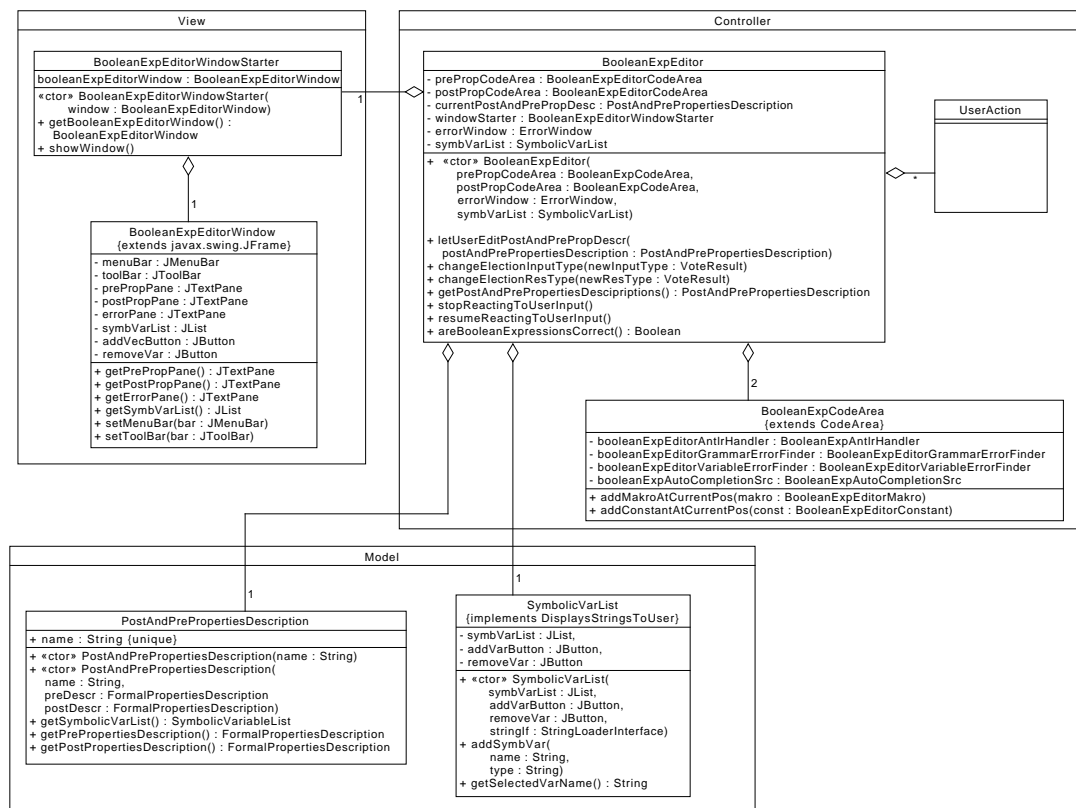 View
BooleanExpEditorWindowStarter
booleanExpEditorWindow : BooleanExpEditorWindow
«ctor» BooleanExpEditorWindowStarter(
window : BooleanExpEditorWindow)
+ getBooleanExpEditorWindow() :
BooleanExpEditorWindow
+ showWindow()
1
1
BooleanExpEditorWindow
{extends javax.swing.JFrame}
- menuBar : JMenuBar
- toolBar : JToolBar
- prePropPane : JTextPane
- postPropPane : JTextPane
- errorPane : JTextPane
- symbVarList : JList
- addVecButton : JButton
- removeVar : JButton
+ getPrePropPane() : JTextPane
+ getPostPropPane() : JTextPane
+ getErrorPane() : JTextPane
+ getSymbVarList() : JList
+ setMenuBar(bar : JMenuBar)
+ setToolBar(bar : JToolBar)
Controller
BooleanExpEditor
- prePropCodeArea : BooleanExpEditorCodeArea
- postPropCodeArea : BooleanExpEditorCodeArea
- currentPostAndPrePropDesc : PostAndPrePropertiesDescription
- windowStarter : BooleanExpEditorWindowStarter
- errorWindow : ErrorWindow
- symbVarList : SymbolicVarList
+ «ctor» BooleanExpEditor(
prePropCodeArea : BooleanExpCodeArea,
postPropCodeArea : BooleanExpCodeArea,
errorWindow : ErrorWindow,
symbVarList : SymbolicVarList)
+ letUserEditPostAndPrePropDescr(
postAndPrePropertiesDescription : PostAndPrePropertiesDescription)
+ changeElectionInputType(newInputType : VoteResult)
+ changeElectionResType(newResType : VoteResult)
+ getPostAndPrePropertiesDescipriptions() : PostAndPrePropertiesDescription
+ stopReactingToUserInput()
+ resumeReactingToUserInput()
+ areBooleanExpressionsCorrect() : Boolean
*
UserAction
2
BooleanExpCodeArea
{extends CodeArea}
- booleanExpEditorAntlrHandler : BooleanExpAntlrHandler
- booleanExpEditorGrammarErrorFinder : BooleanExpEditorGrammarErrorFinder
- booleanExpEditorVariableErrorFinder : BooleanExpEditorVariableErrorFinder
- booleanExpAutoCompletionSrc : BooleanExpAutoCompletionSrc
+ addMakroAtCurrentPos(makro : BooleanExpEditorMakro)
+ addConstantAtCurrentPos(const : BooleanExpEditorConstant)
Model
1
PostAndPrePropertiesDescription
+ name : String {unique}
+ «ctor» PostAndPrePropertiesDescription(name : String)
+ «ctor» PostAndPrePropertiesDescription(
name : String,
preDescr : FormalPropertiesDescription
postDescr : FormalPropertiesDescription)
+ getSymbolicVarList() : SymbolicVariableList
+ getPrePropertiesDescription() : FormalPropertiesDescription
+ getPostPropertiesDescription() : FormalPropertiesDescription
1
SymbolicVarList
{implements DisplaysStringsToUser}
- symbVarList : JList,
- addVarButton : JButton,
- removeVar : JButton
+ «ctor» SymbolicVarList(
symbVarList : JList,
addVarButton : JButton,
removeVar : JButton,
stringIf : StringLoaderInterface)
+ addSymbVar(
name : String,
type : String)
+ getSelectedVarName() : String